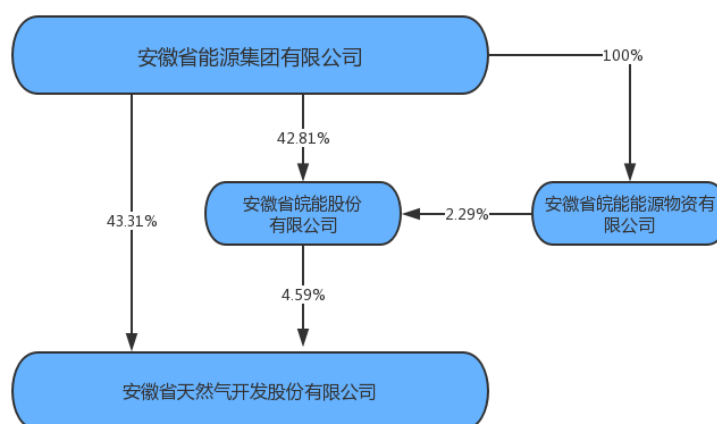 安徽省能源集团有限公司
100%
42.81%
安徽省皖能股份
有限公司
安徽省皖能能源物资有
限公司
43.31%
2.29%
4.59%
安徽省天然气开发股份有限公司